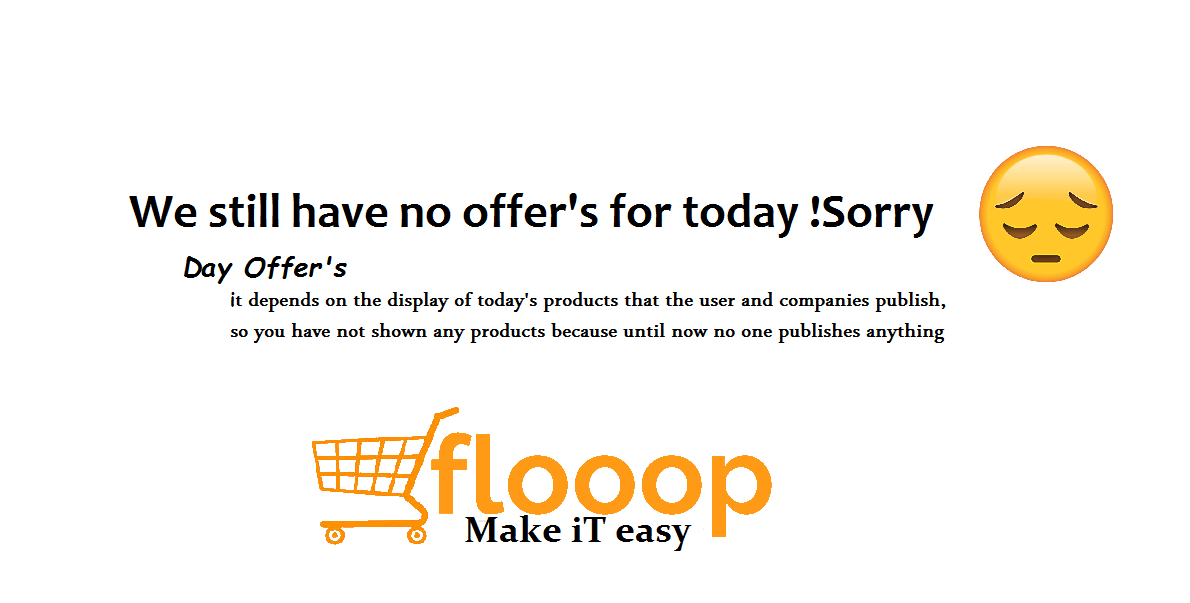 We still have no offer's for today !Sorry
Day Offer's
it depends on the display of today's products that the user and companies publish,
so you have not shown any products because until now no one publishes anything
flooop
Make iT easy